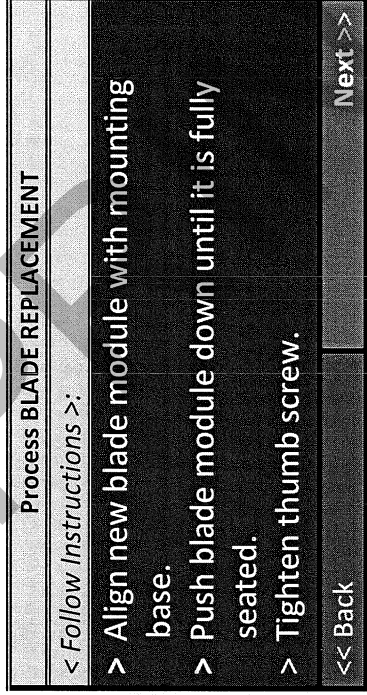 Process BLADE REPLACEMENT
< Follow Instructions >:
> Align new blade module with mounting
base.
> Push blade module down until it is fully
seated.
> Tighten thumb screw.
<< Back
Next >>